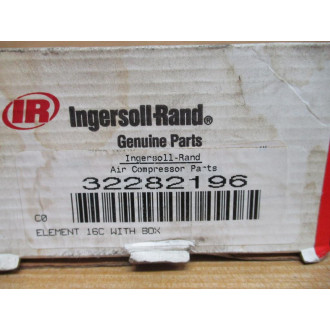 IR
Ingersoll-Rand®
Genuine Parts
Ingersoll-Rand
Air Compressor Parts
32282196
C0
ELEMENT 16C WITH BOX